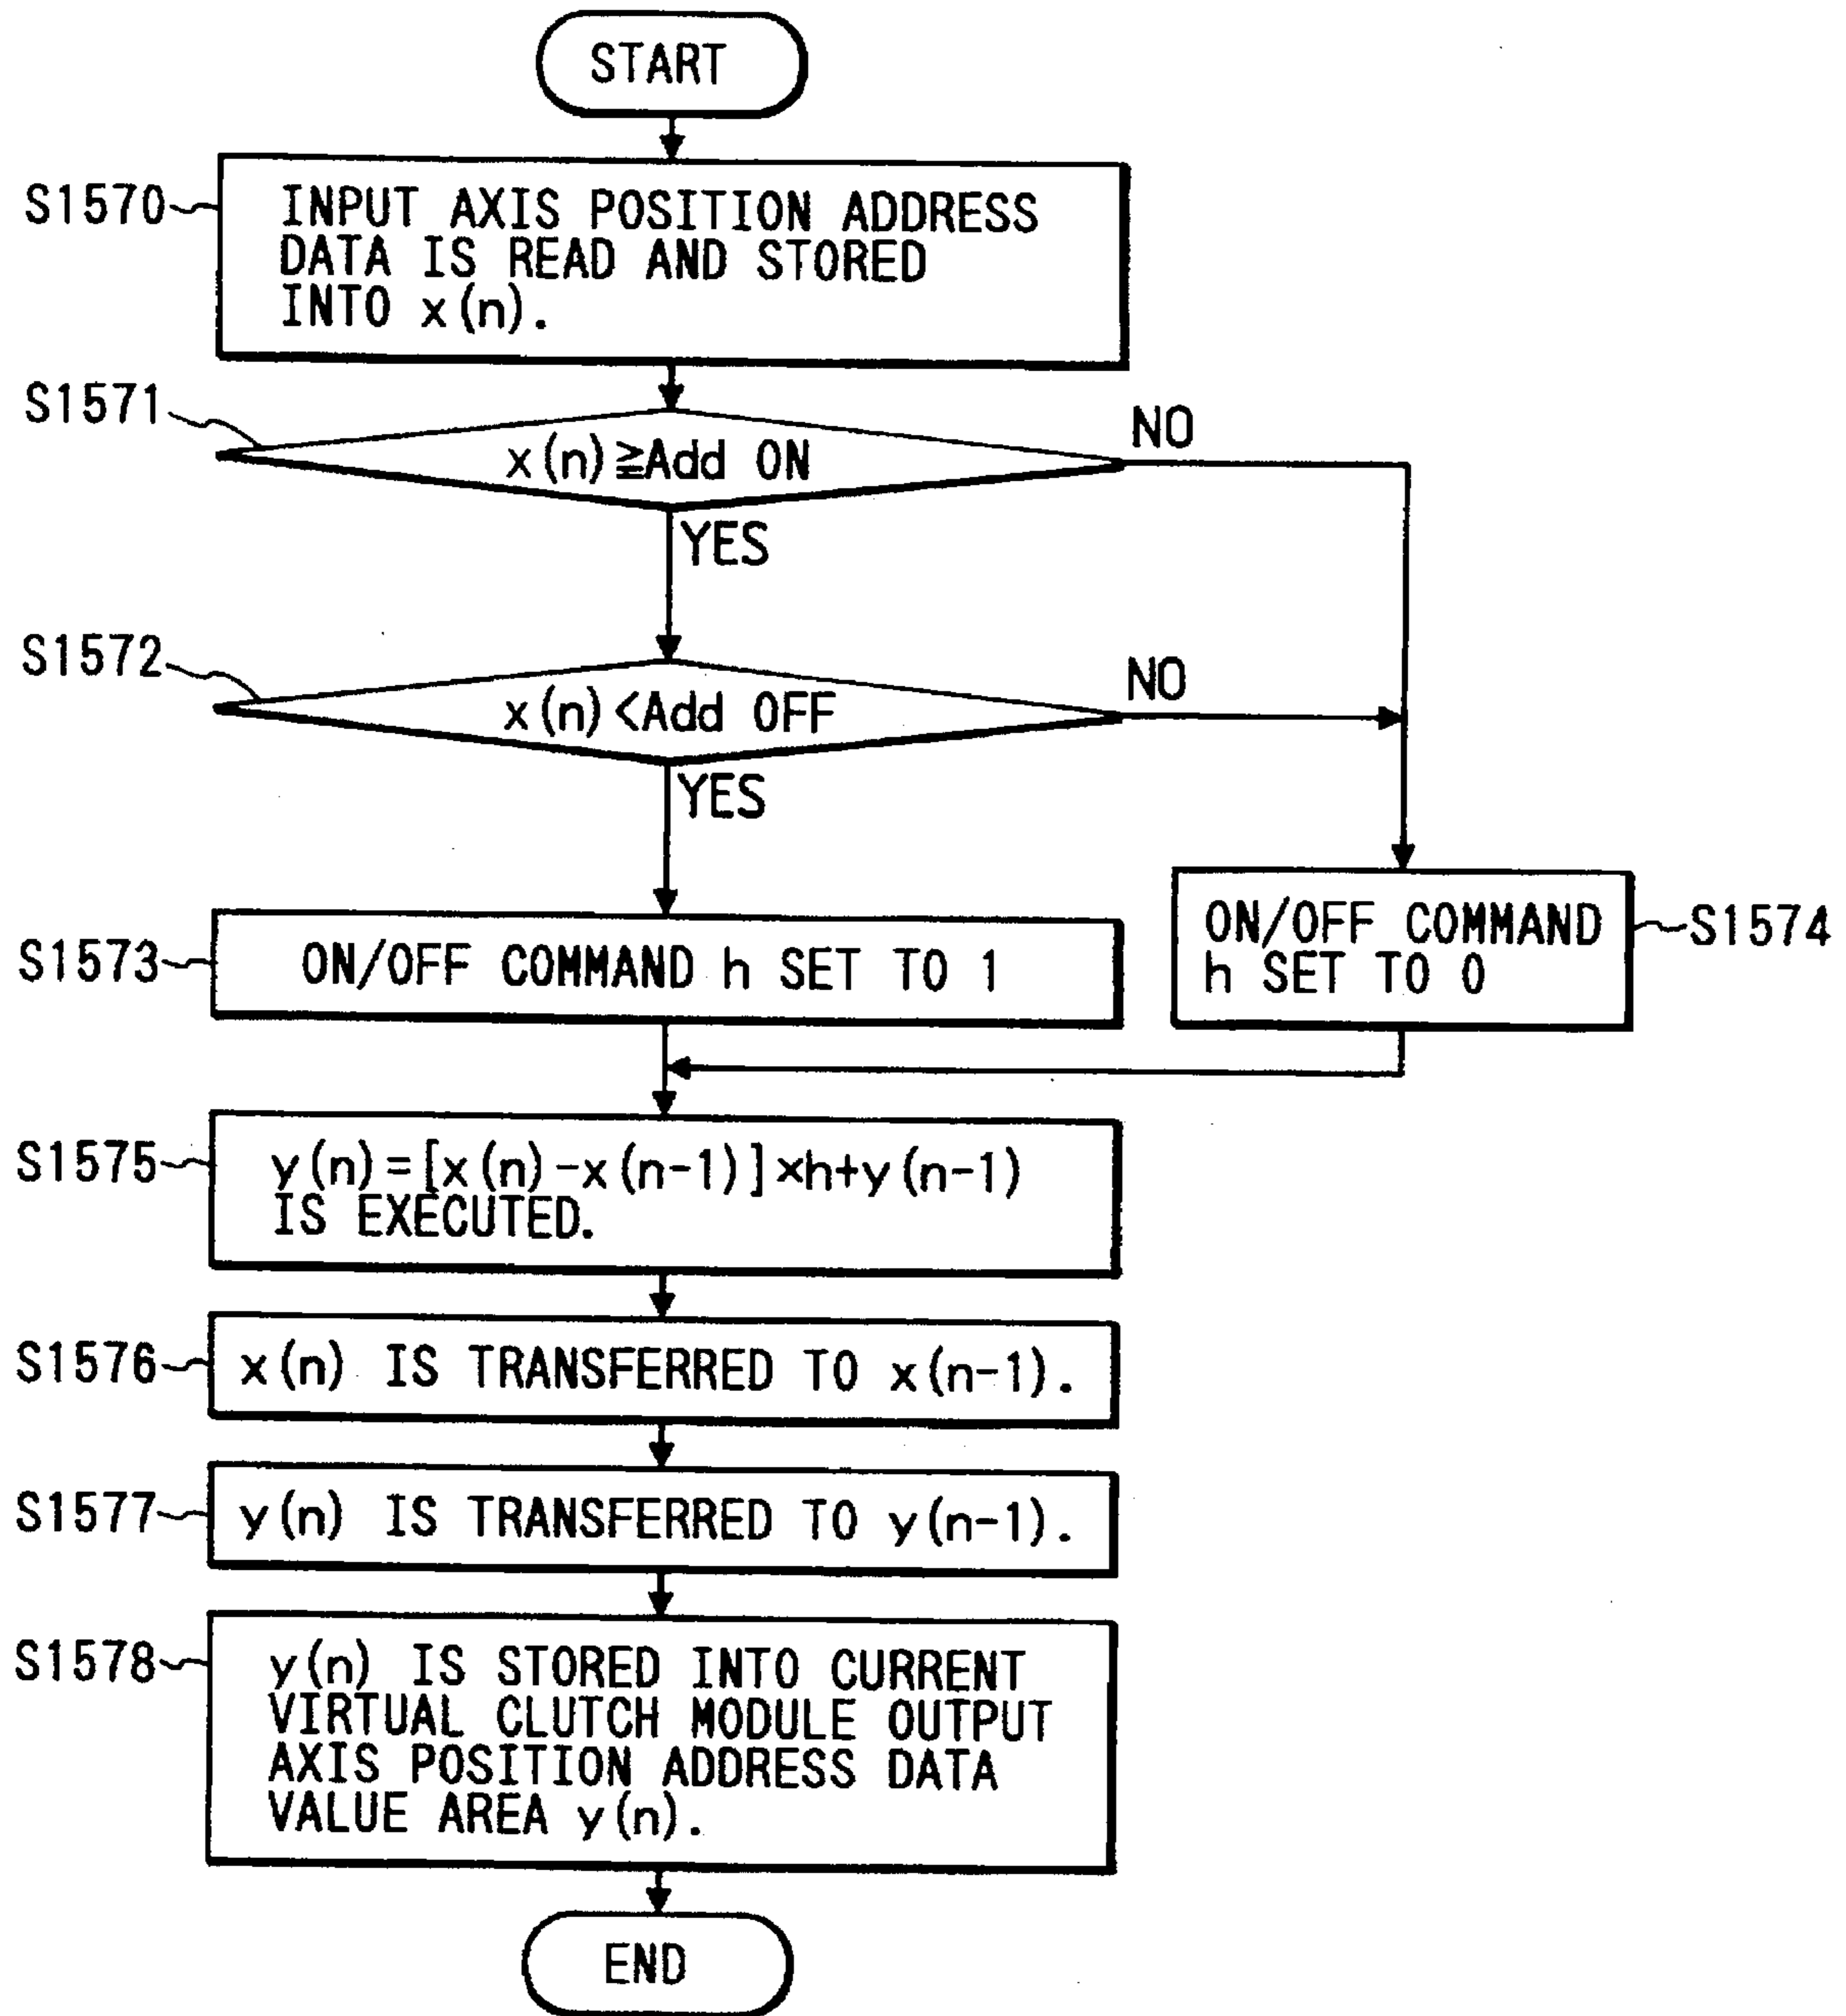 START
S1570
INPUT AXIS POSITION ADDRESS
DATA IS READ AND STORED
INTO x(n).
S1571
x(n)≧Add ON
NO
YES
S1572
x(n)<Add OFF
NO
YES
S1573
ON/OFF COMMAND h SET TO 1
ON/OFF COMMAND
h SET TO 0
S1574
S1575
y(n)=[x(n)-x(n-1)]×h+y(n-1)
IS EXECUTED.
S1576
x(n) IS TRANSFERRED TO x(n-1).
S1577
y(n) IS TRANSFERRED TO y(n-1).
S1578
y(n) IS STORED INTO CURRENT
VIRTUAL CLUTCH MODULE OUTPUT
AXIS POSITION ADDRESS DATA
VALUE AREA y(n).
END